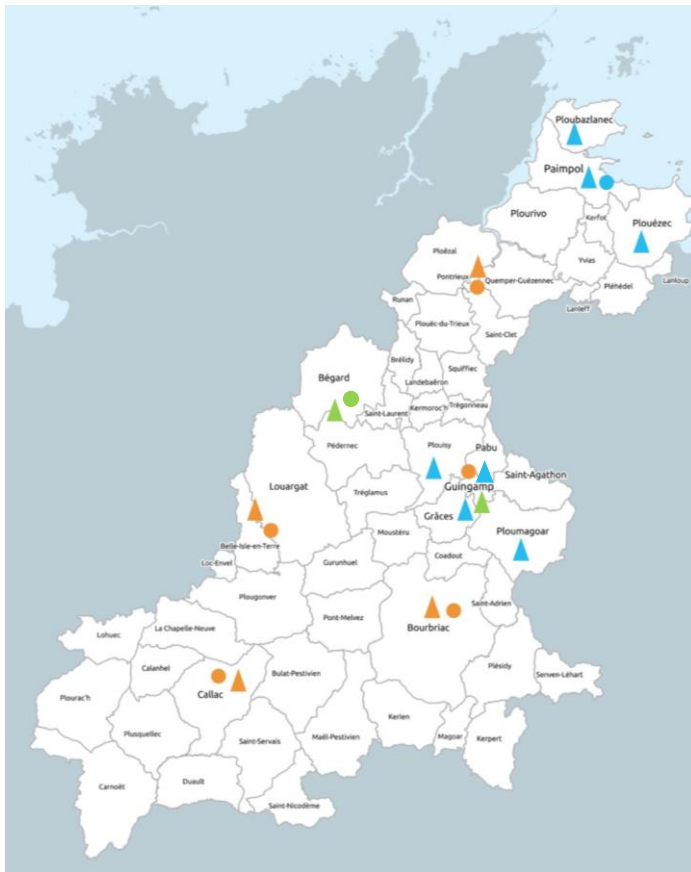 Ploubazlanec
Paimpol
Plourivo
Kerfot
Plouézec
Ploëzal
Yvias
Pontrieux
Quemper-Guézennec
Lanloup
Pléhédel
Runan
Lanleff
Plouëc-du-Trieux
Saint-Clet
Brélidy
Squiffiec
Bégard
Landebaëron
Saint-Laurent
Kermoroc'h
Trégonneau
Pédernec
Plouisy
Pabu
Saint-Agathon
Louargat
Guingamp
Tréglamus
Grâces
Ploumagoar
Moustéru
Belle-Isle-en-Terre
Coadout
Loc-Envel
Gurunhuel
Plougonver
Saint-Adrien
Pont-Melvez
Bourbriac
La Chapelle-Neuve
Lohuec
Calanhel
Bulat-Pestivien
Plésidy
Senven-Léhart
Callac
Plourac'h
Plusquellec
Saint-Servais
Maël-Pestivien
Kerien
Magoar
Kerpert
Duault
Carnoët
Saint-Nicodème